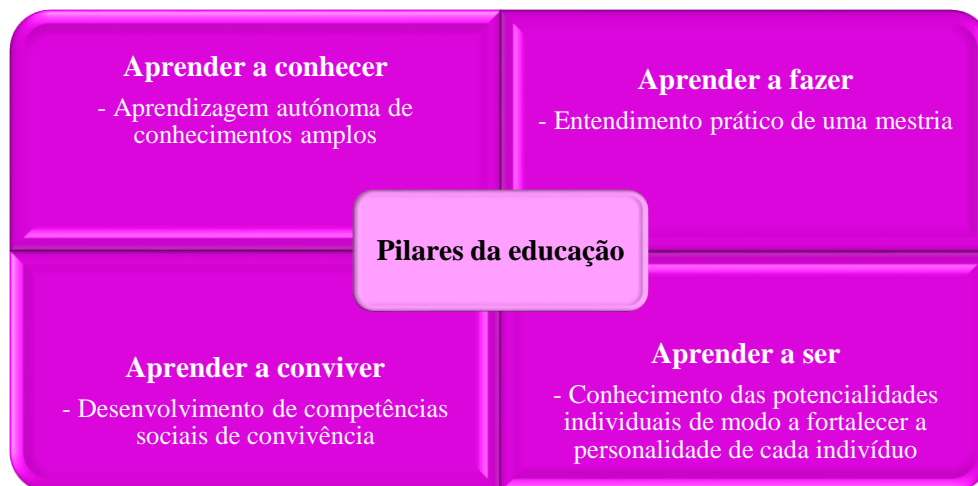 Aprender a conhecer
- Aprendizagem autónoma de
conhecimentos amplos
Aprender a fazer
- Entendimento prático de uma mestria
Pilares da educação
Aprender a conviver
- Desenvolvimento de competências
sociais de convivência
Aprender a ser
- Conhecimento das potencialidades
individuais de modo a fortalecer a
personalidade de cada indivíduo